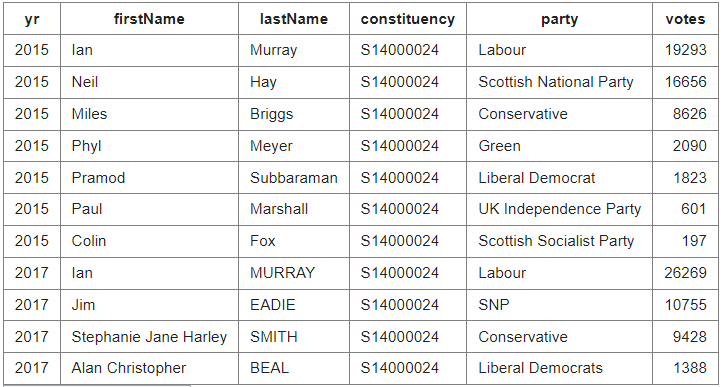 yr firstName lastName constituency party votes
2015 Ian Murray S14000024 Labour 19293
2015 Neil Hay S14000024 Scottish National Party 16656
2015 Miles Briggs S14000024 Conservative 8626
2015 Phyl Meyer S14000024 Green 2090
2015 Pramod Subbaraman S14000024 Liberal Democrat 1823
2015 Paul Marshall S14000024 UK Independence Party 601
2015 Colin Fox S14000024 Scottish Socialist Party 197
2017 Ian MURRAY S14000024 Labour 26269
2017 Jim EADIE S14000024 SNP 10755
2017 Stephanie Jane Harley SMITH S14000024 Conservative 9428
2017 Alan Christopher BEAL S14000024 Liberal Democrats 1388